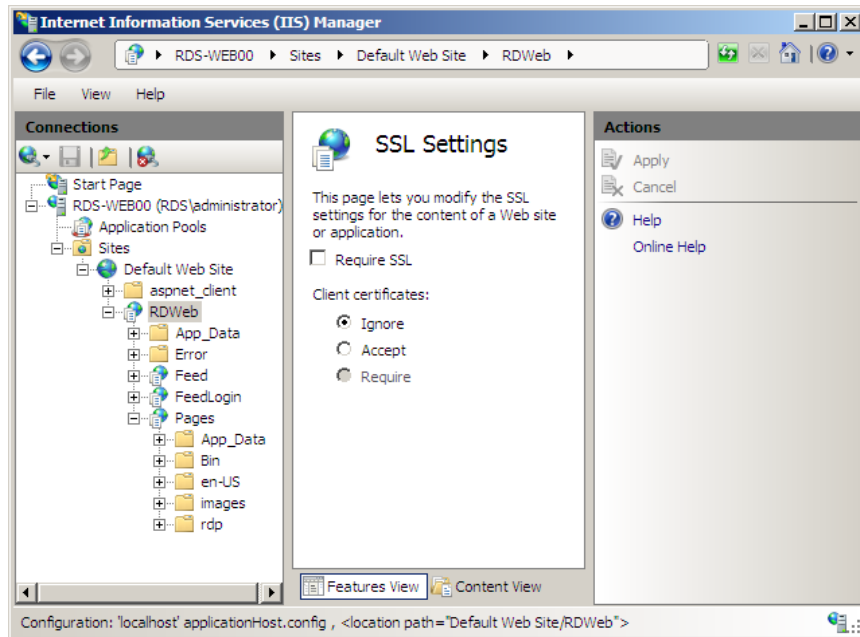 Internet Information Services (IIS) Manager
RDS-WEB00 Sites Default Web Site RDWeb
File View Help
Connections
Start Page
RDS-WEB00 (RDS\administrator)
Application Pools
Sites
Default Web Site
aspnet_client
RDWeb
App_Data
Error
Feed
FeedLogin
Pages
App_Data
Bin
en-US
images
rdp
SSL Settings
This page lets you modify the SSL
settings for the content of a Web site
or application.
Require SSL
Client certificates:
Ignore
Accept
Require
Features View Content View
Actions
Apply
Cancel
Help
Online Help
Configuration: 'localhost' applicationHost.config , <location path="Default Web Site/RDWeb">